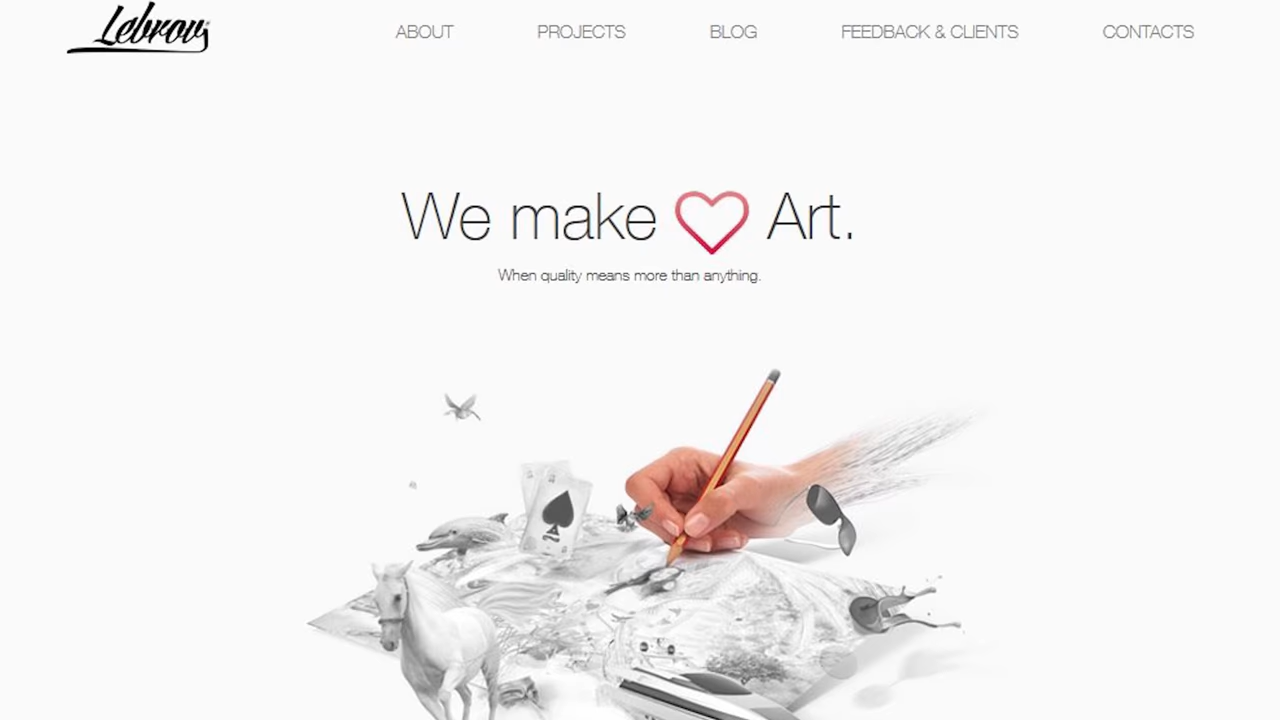 Lebrov
ABOUT PROJECTS BLOG FEEDBACK & CLIENTS CONTACTS
We make Art.
When quality means more than anything.